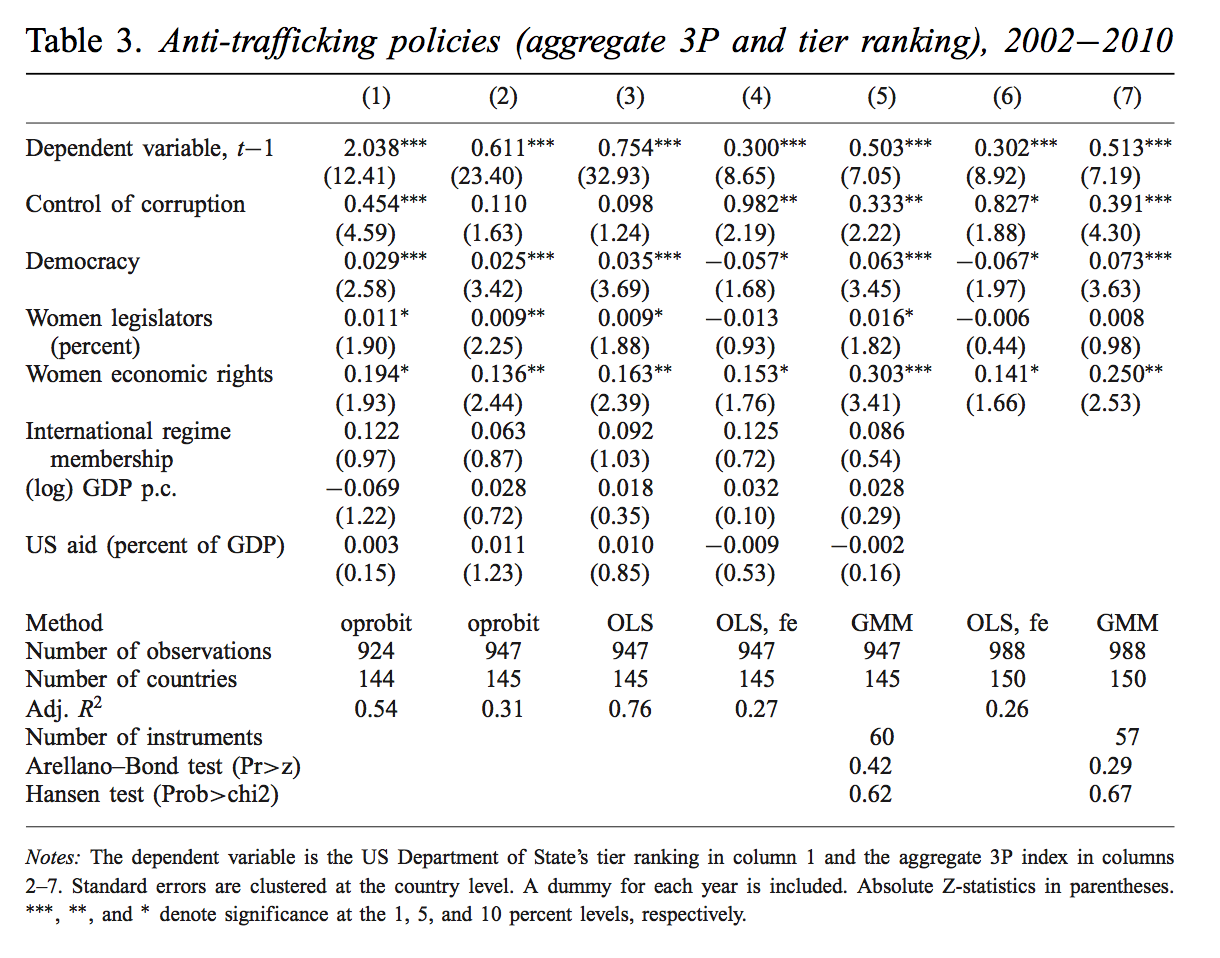 Table 3. Anti-trafficking policies (aggregate 3P and tier ranking), 2002–2010
(1) (2) (3) (4) (5) (6) (7)
Dependent variable, t−1 2.038*** 0.611*** 0.754*** 0.300*** 0.503*** 0.302*** 0.513***
(12.41) (23.40) (32.93) (8.65) (7.05) (8.92) (7.19)
Control of corruption 0.454*** 0.110 0.098 0.982** 0.333** 0.827* 0.391***
(4.59) (1.63) (1.24) (2.19) (2.22) (1.88) (4.30)
Democracy 0.029*** 0.025*** 0.035*** −0.057* 0.063*** −0.067* 0.073***
(2.58) (3.42) (3.69) (1.68) (3.45) (1.97) (3.63)
Women legislators 0.011* 0.009** 0.009* −0.013 0.016* −0.006 0.008
(percent) (1.90) (2.25) (1.88) (0.93) (1.82) (0.44) (0.98)
Women economic rights 0.194* 0.136** 0.163** 0.153* 0.303*** 0.141* 0.250**
(1.93) (2.44) (2.39) (1.76) (3.41) (1.66) (2.53)
International regime 0.122 0.063 0.092 0.125 0.086
membership (0.97) (0.87) (1.03) (0.72) (0.54)
(log) GDP p.c. −0.069 0.028 0.018 0.032 0.028
(1.22) (0.72) (0.35) (0.10) (0.29)
US aid (percent of GDP) 0.003 0.011 0.010 −0.009 −0.002
(0.15) (1.23) (0.85) (0.53) (0.16)
Method oprobit oprobit OLS OLS, fe GMM OLS, fe GMM
Number of observations 924 947 947 947 947 988 988
Number of countries 144 145 145 145 145 150 150
Adj. R² 0.54 0.31 0.76 0.27 0.26
Number of instruments 60 57
Arellano–Bond test (Pr>z) 0.42 0.29
Hansen test (Prob>chi2) 0.62 0.67
Notes: The dependent variable is the US Department of State's tier ranking in column 1 and the aggregate 3P index in columns
2–7. Standard errors are clustered at the country level. A dummy for each year is included. Absolute Z-statistics in parentheses.
***, **, and * denote significance at the 1, 5, and 10 percent levels, respectively.